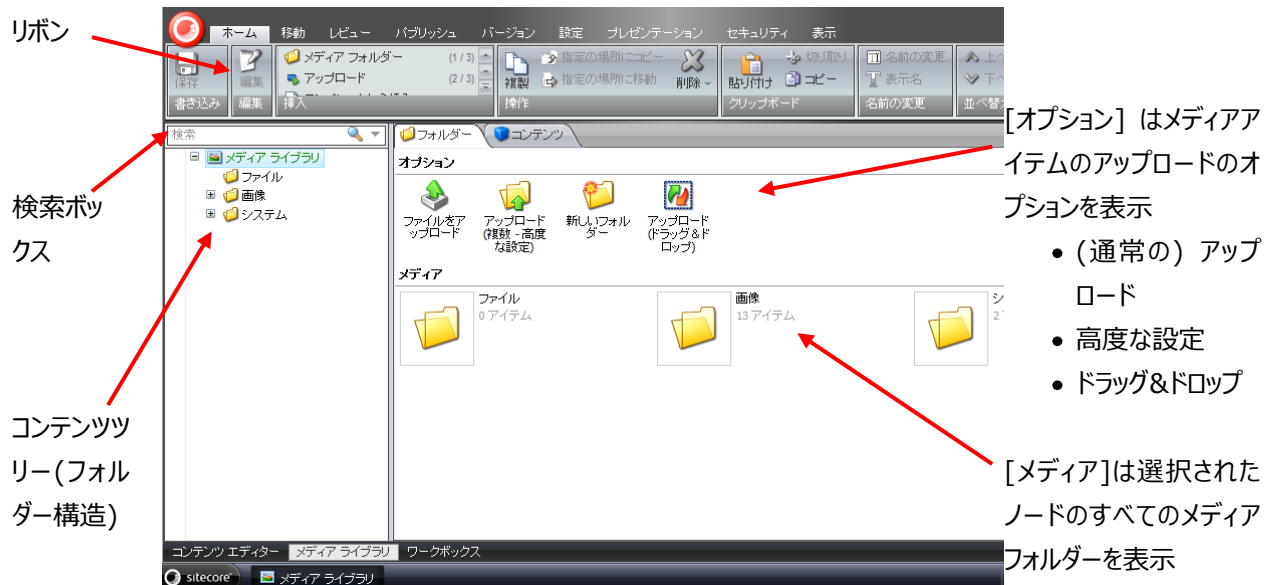 リボン
ホーム 移動 レビュー パブリッシュ バージョン 設定 プレゼンテーション セキュリティ 表示
保存
書き込み
編集
編集
メディア フォルダー (1 / 3)
アップロード (2 / 3)
挿入
複製
指定の場所にコピー
指定の場所に移動
削除
操作
貼り付け
切り取り
コピー
クリップボード
名前の変更
表示名
名前の変更
上へ
下へ
並べ替え
検索
メディア ライブラリ
ファイル
画像
システム
フォルダー コンテンツ
オプション
ファイルをア
ップロード
アップロード
(複数 - 高度
な設定)
新しいフォル
ダー
アップロード
(ドラッグ&ド
ロップ)
メディア
ファイル
0 アイテム
画像
13 アイテム
シ
2
コンテンツ エディター メディア ライブラリ ワークボックス
sitecore メディア ライブラリ
検索ボッ
クス
コンテンツツ
リー(フォル
ダー構造)
[オプション] はメディアア
イテムのアップロードのオ
プションを表示
• (通常の) アップ
ロード
• 高度な設定
• ドラッグ&ドロップ
[メディア]は選択された
ノードのすべてのメディア
フォルダーを表示